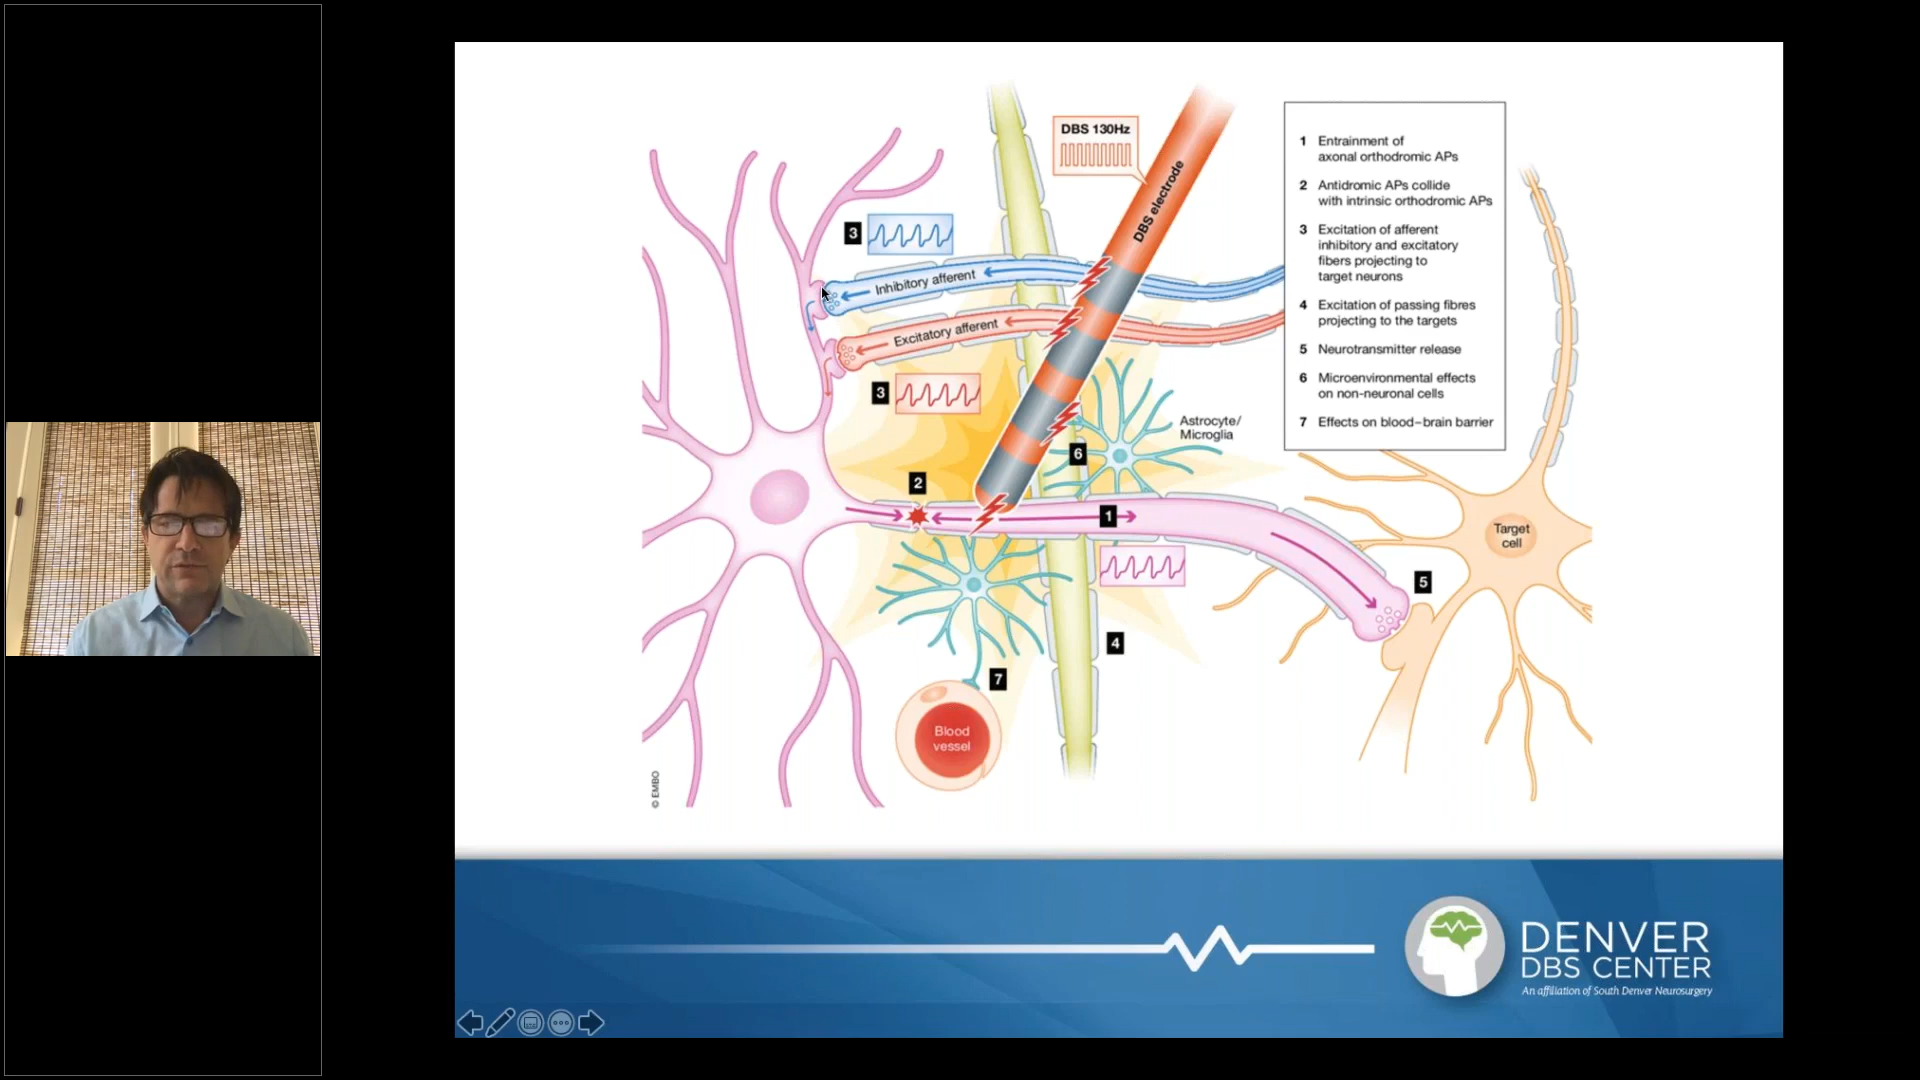 DBS 130Hz
DBS electrode
1 Entrainment of
axonal orthodromic APs
2 Antidromic APs collide
with intrinsic orthodromic APs
3 Excitation of afferent
inhibitory and excitatory
fibers projecting to
target neurons
4 Excitation of passing fibres
projecting to the targets
5 Neurotransmitter release
6 Microenvironmental effects
on non-neuronal cells
7 Effects on blood–brain barrier
3
Inhibitory afferent
Excitatory afferent
3
Astrocyte/
Microglia
6
2
1
Target
cell
5
4
7
Blood
vessel
© EMBO
DENVER
DBS CENTER
An affiliation of South Denver Neurosurgery